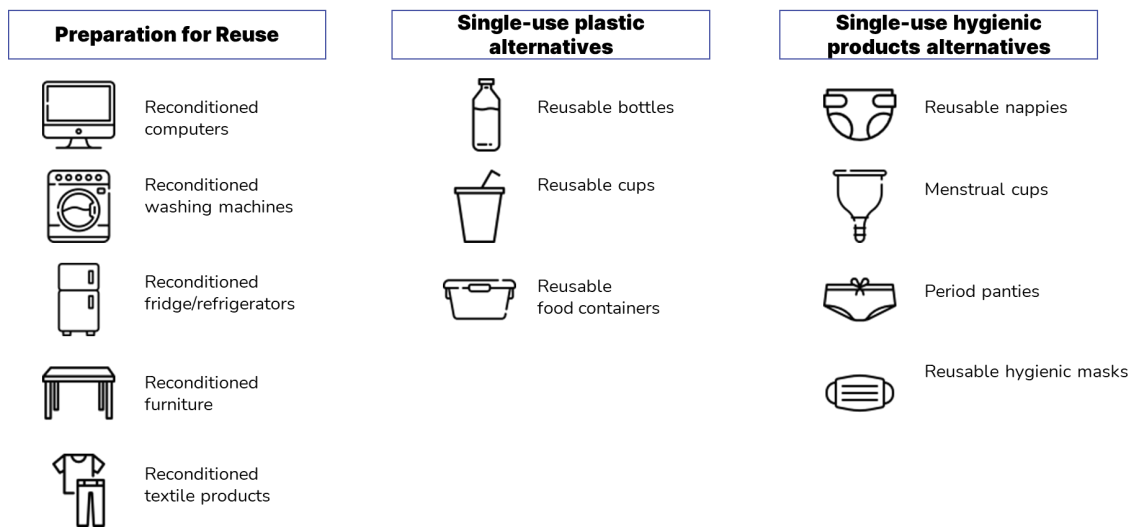 Preparation for Reuse
Reconditioned
computers
Reconditioned
washing machines
Reconditioned
fridge/refrigerators
Reconditioned
furniture
Reconditioned
textile products
Single-use plastic
alternatives
Reusable bottles
Reusable cups
Reusable
food containers
Single-use hygienic
products alternatives
Reusable nappies
Menstrual cups
Period panties
Reusable hygienic masks